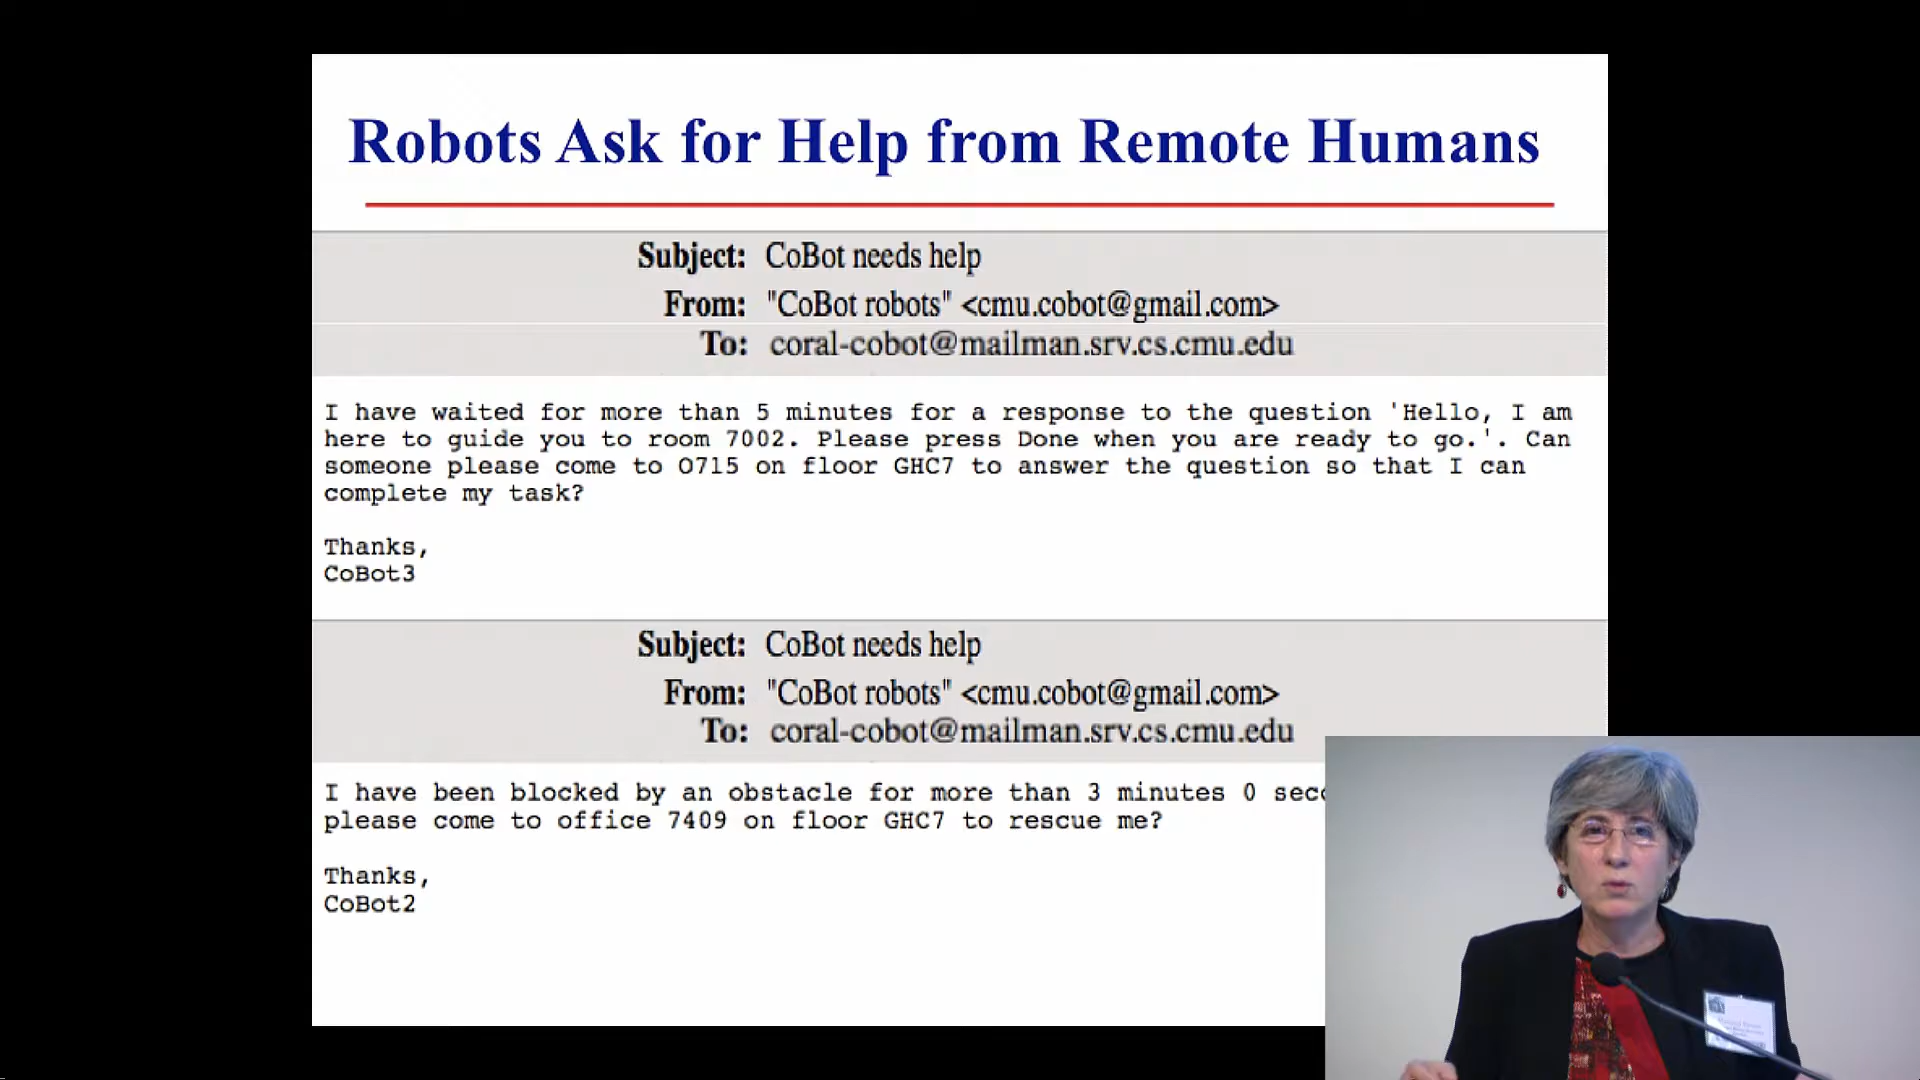 Robots Ask for Help from Remote Humans
Subject: CoBot needs help
From: "CoBot robots" <cmu.cobot@gmail.com>
To: coral-cobot@mailman.srv.cs.cmu.edu
I have waited for more than 5 minutes for a response to the question 'Hello, I am
here to guide you to room 7002. Please press Done when you are ready to go.'. Can
someone please come to O715 on floor GHC7 to answer the question so that I can
complete my task?
Thanks,
CoBot3
Subject: CoBot needs help
From: "CoBot robots" <cmu.cobot@gmail.com>
To: coral-cobot@mailman.srv.cs.cmu.edu
I have been blocked by an obstacle for more than 3 minutes 0 seco
please come to office 7409 on floor GHC7 to rescue me?
Thanks,
CoBot2